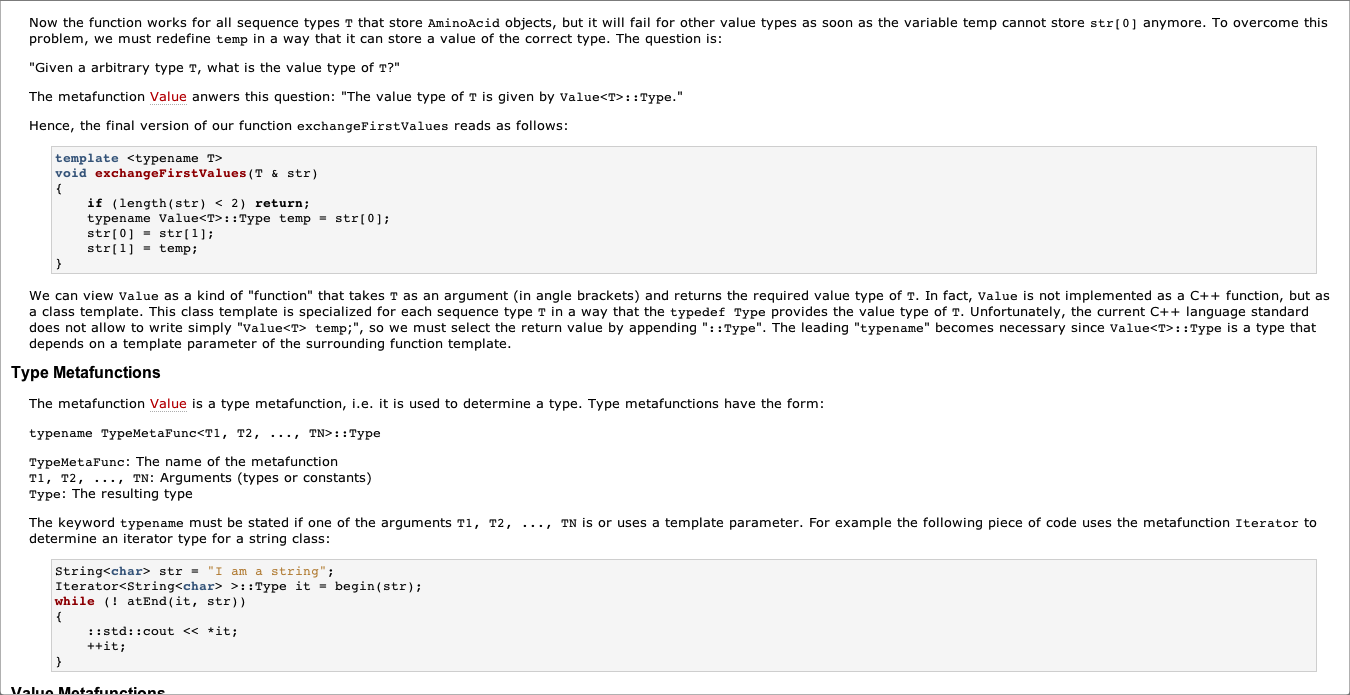 Now the function works for all sequence types T that store AminoAcid objects, but it will fail for other value types as soon as the variable temp cannot store str[0] anymore. To overcome this
problem, we must redefine temp in a way that it can store a value of the correct type. The question is:
"Given a arbitrary type T, what is the value type of T?"
The metafunction Value anwers this question: "The value type of T is given by Value<T>::Type."
Hence, the final version of our function exchangeFirstValues reads as follows:
template <typename T>
void exchangeFirstValues(T & str)
{
    if (length(str) < 2) return;
    typename Value<T>::Type temp = str[0];
    str[0] = str[1];
    str[1] = temp;
}
We can view Value as a kind of "function" that takes T as an argument (in angle brackets) and returns the required value type of T. In fact, Value is not implemented as a C++ function, but as
a class template. This class template is specialized for each sequence type T in a way that the typedef Type provides the value type of T. Unfortunately, the current C++ language standard
does not allow to write simply "Value<T> temp;", so we must select the return value by appending "::Type". The leading "typename" becomes necessary since Value<T>::Type is a type that
depends on a template parameter of the surrounding function template.
Type Metafunctions
The metafunction Value is a type metafunction, i.e. it is used to determine a type. Type metafunctions have the form:
typename TypeMetaFunc<T1, T2, ..., TN>::Type
TypeMetaFunc: The name of the metafunction
T1, T2, ..., TN: Arguments (types or constants)
Type: The resulting type
The keyword typename must be stated if one of the arguments T1, T2, ..., TN is or uses a template parameter. For example the following piece of code uses the metafunction Iterator to
determine an iterator type for a string class:
String<char> str = "I am a string";
Iterator<String<char> >::Type it = begin(str);
while (! atEnd(it, str))
{
    ::std::cout << *it;
    ++it;
}
Value Metafunctions